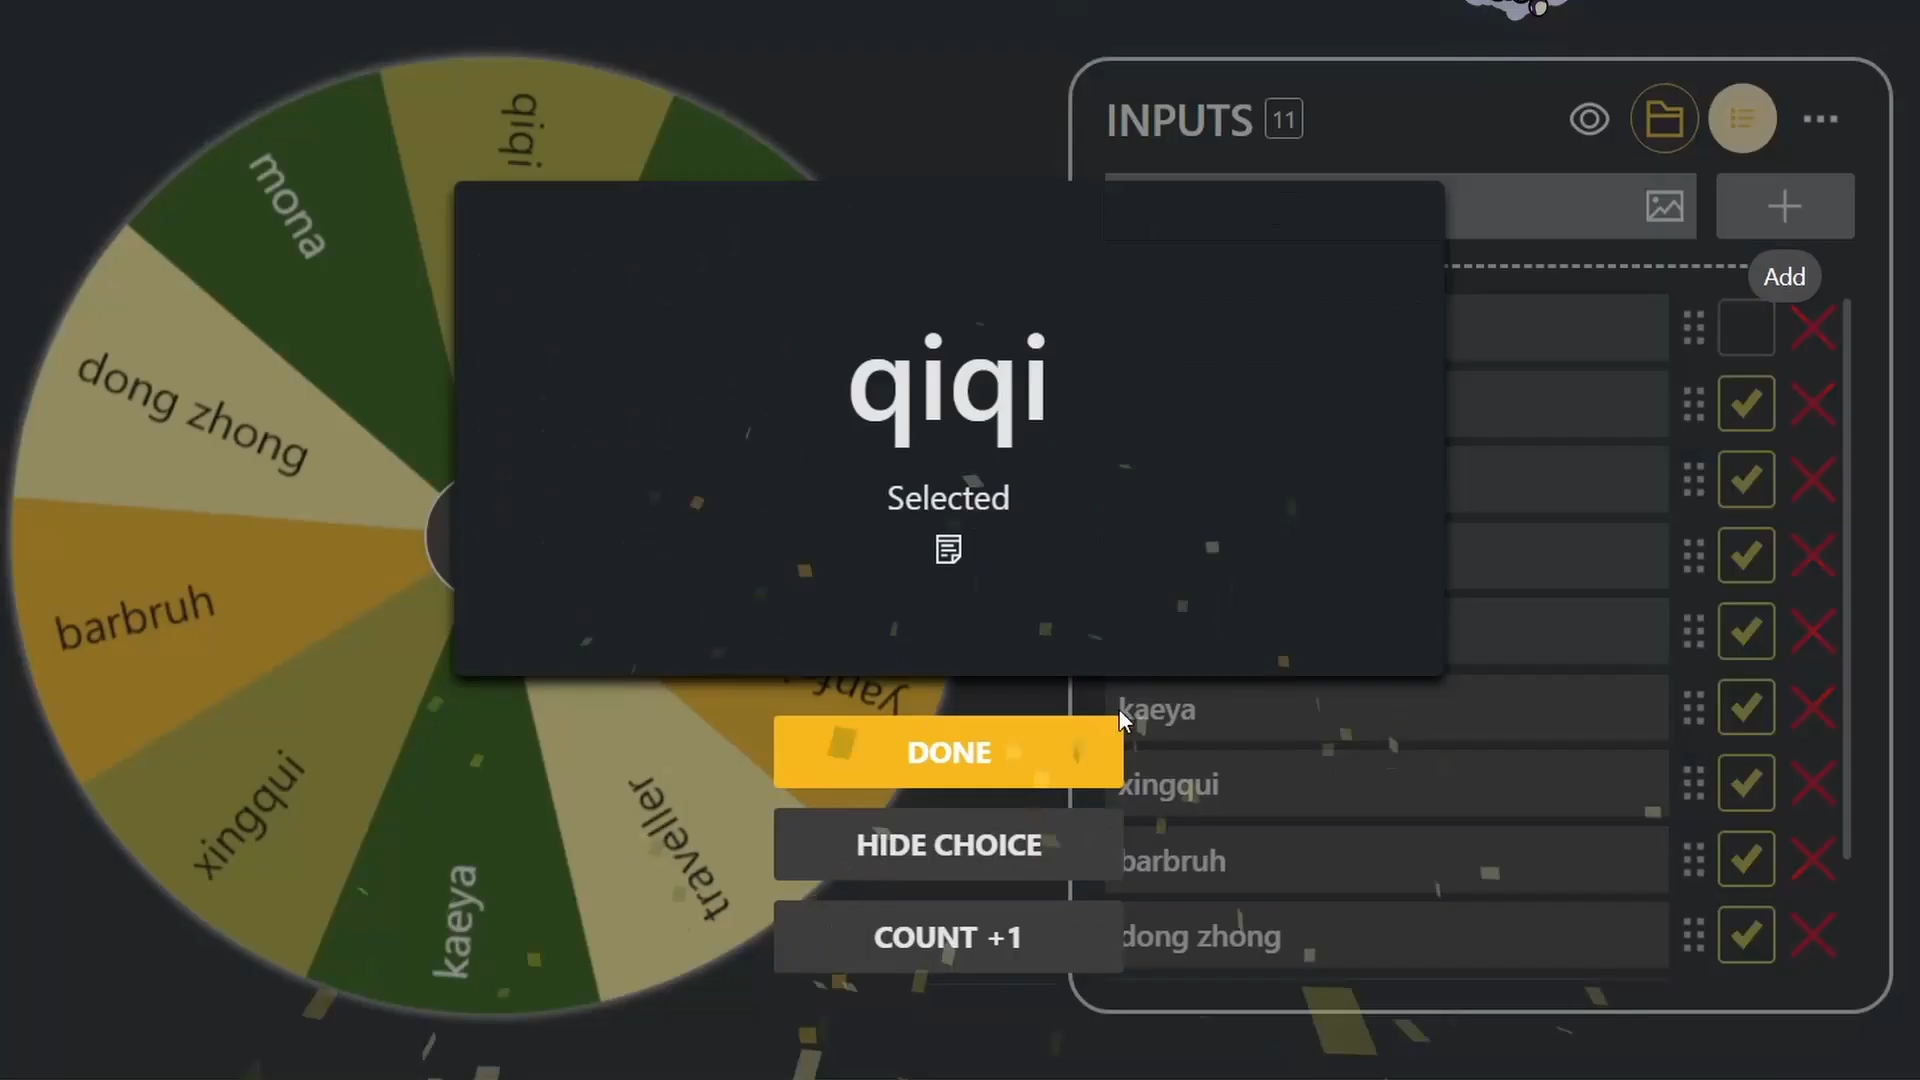 INPUTS 11
Add
qiqi
mona
dong zhong
barbruh
xingqui
kaeya
traveller
qiqi
Selected
DONE
HIDE CHOICE
COUNT +1
kaeya
xingqui
barbruh
dong zhong